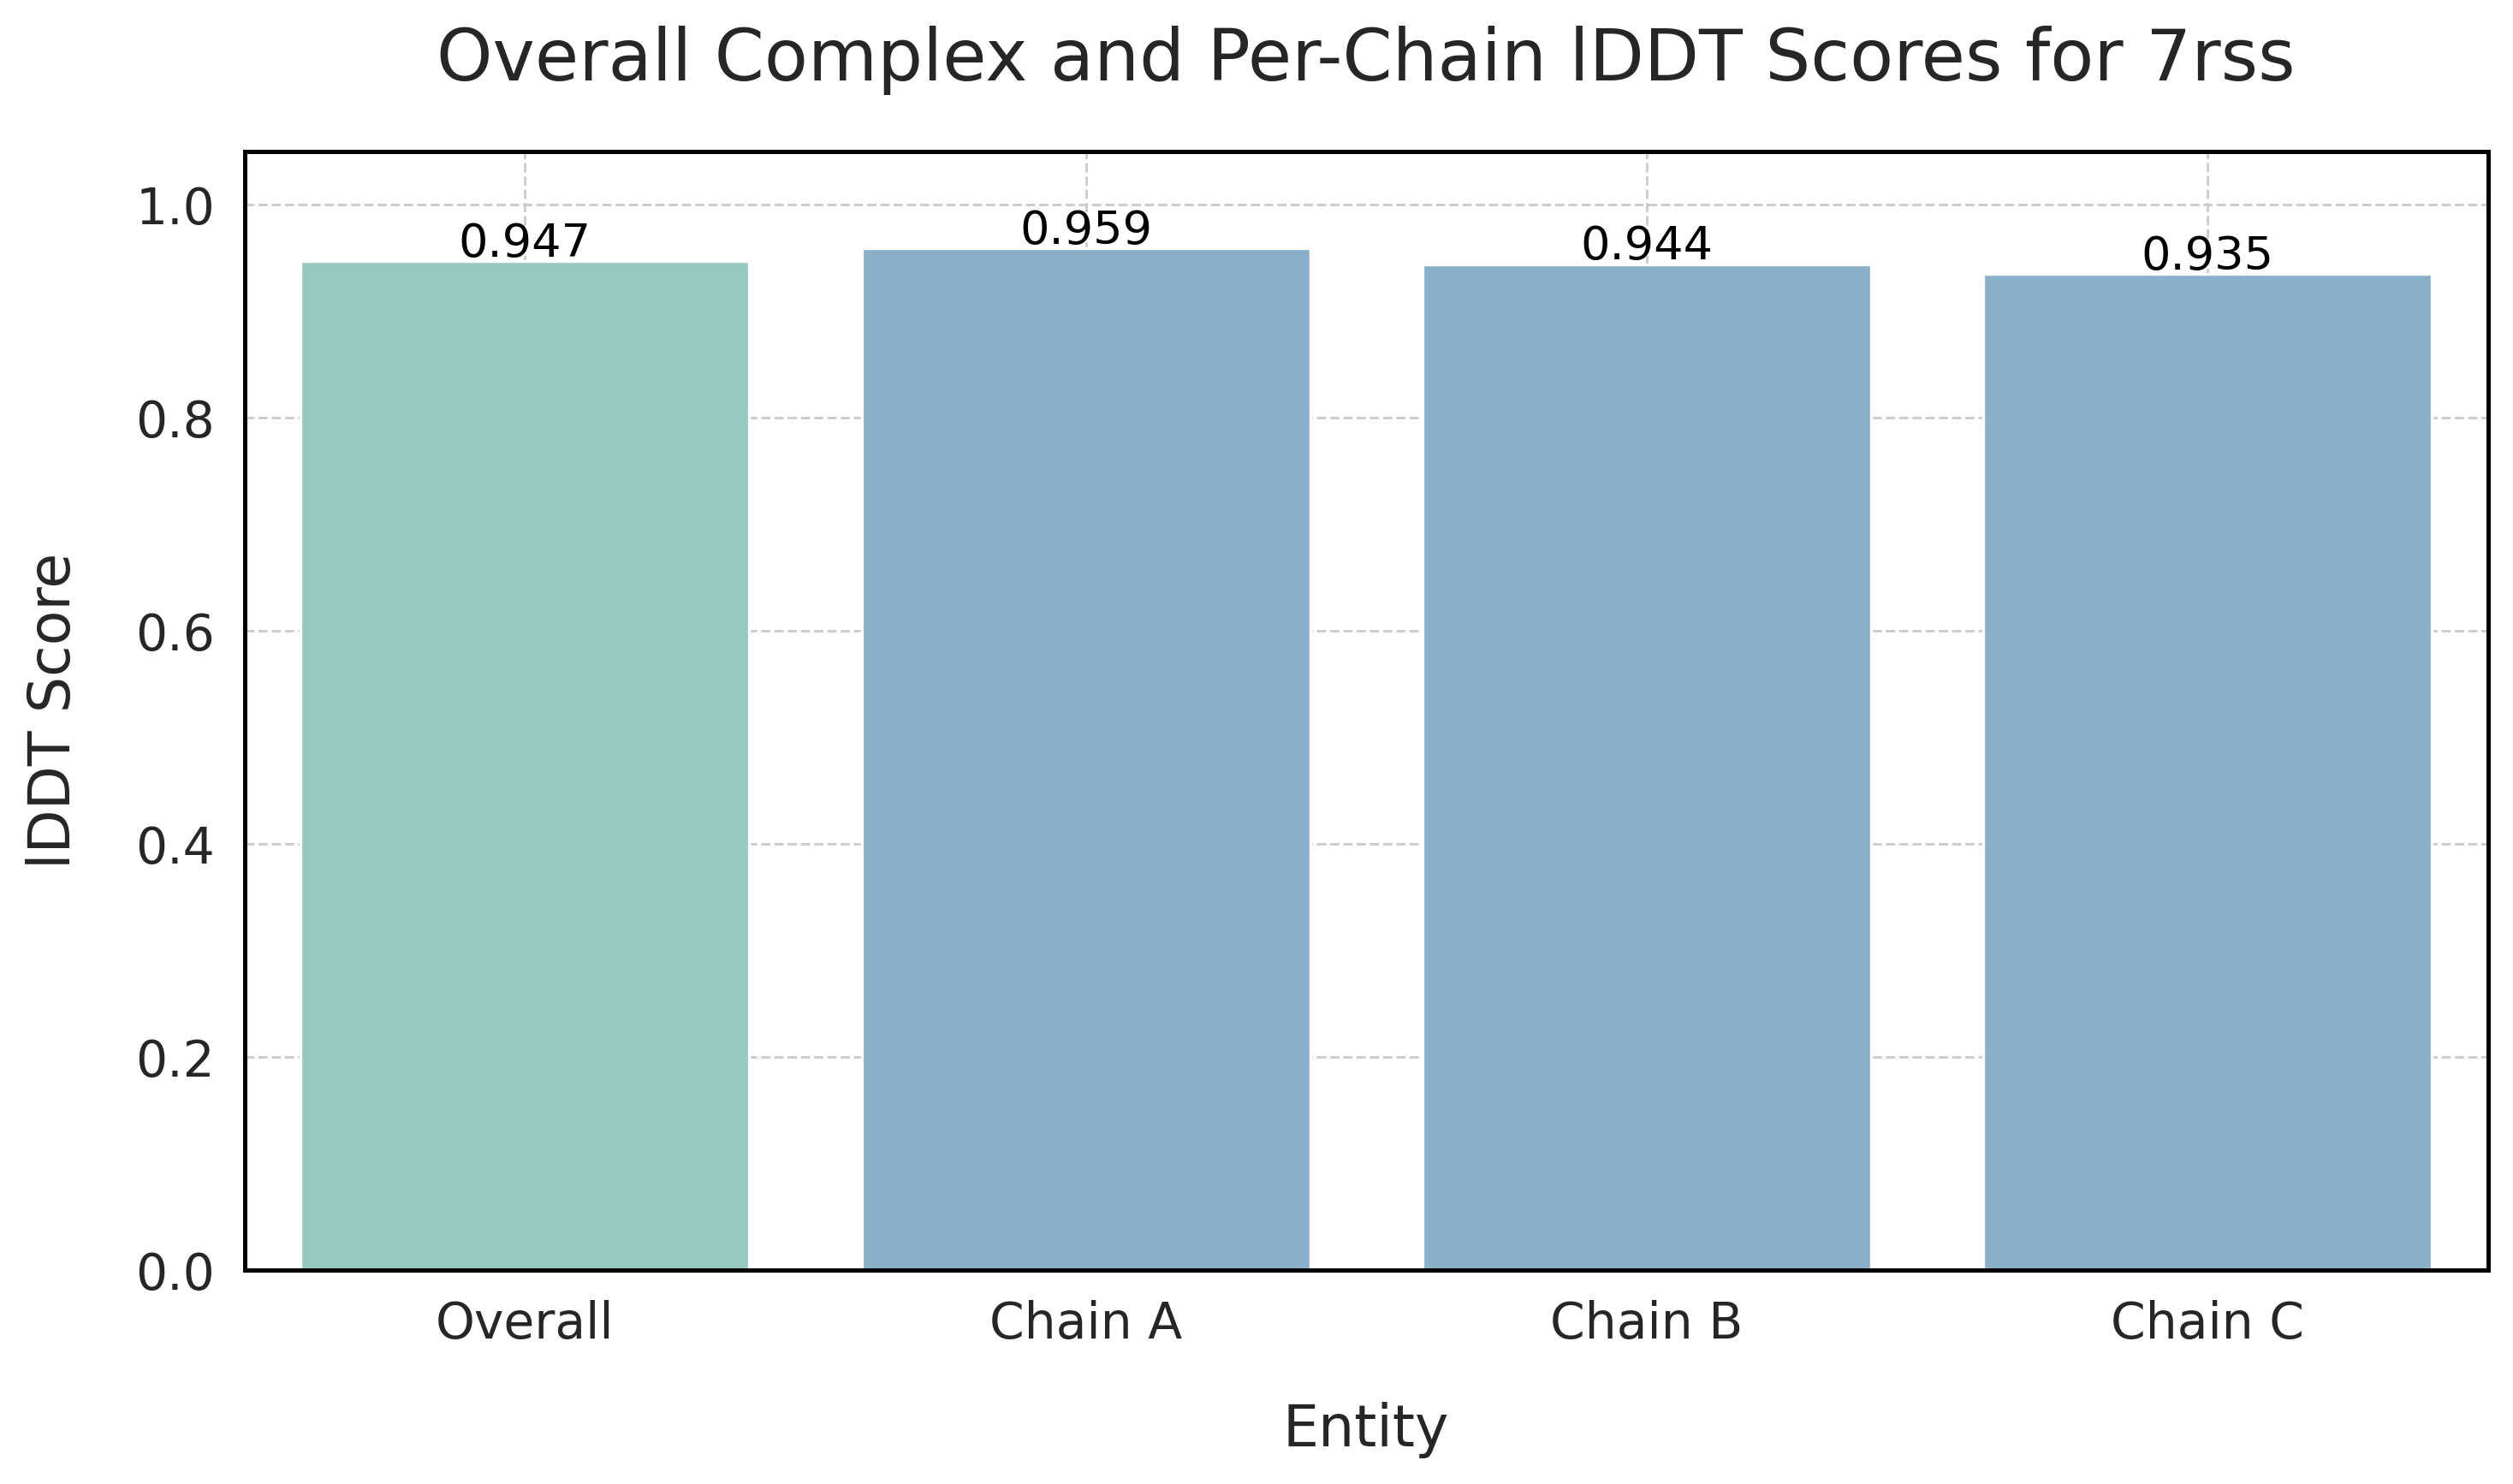 Overall Complex and Per-Chain lDDT Scores for 7rss
lDDT Score
1.0
0.8
0.6
0.4
0.2
0.0
0.947
0.959
0.944
0.935
Overall
Chain A
Chain B
Chain C
Entity